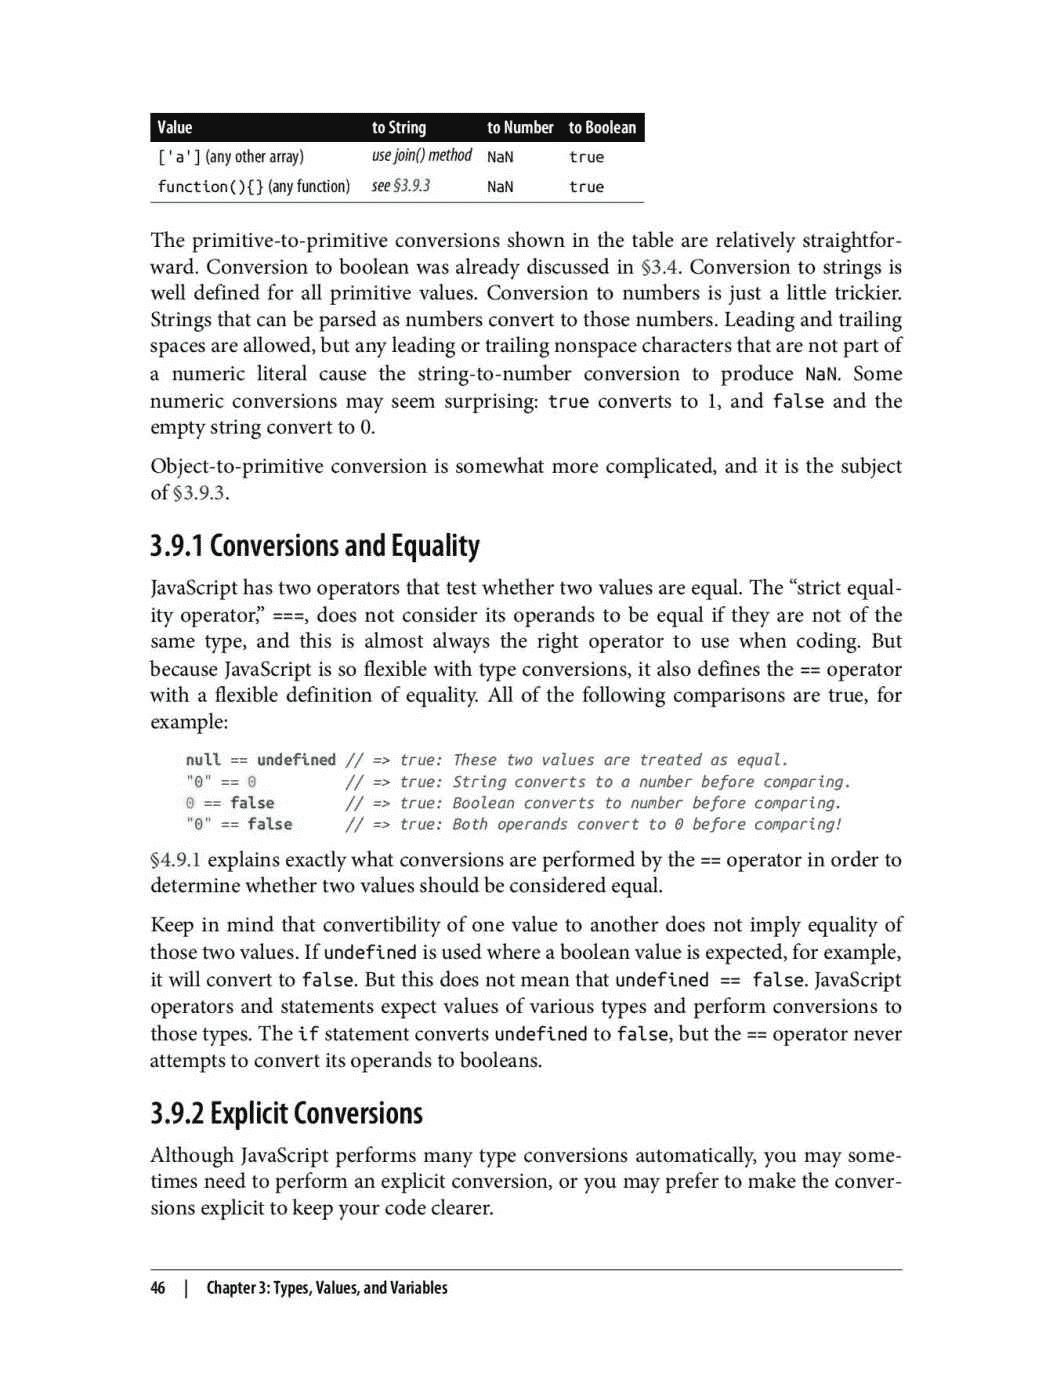 Value to String to Number to Boolean
['a'] (any other array) use join() method NaN true
function(){} (any function) see §3.9.3 NaN true
The primitive-to-primitive conversions shown in the table are relatively straightfor-
ward. Conversion to boolean was already discussed in §3.4. Conversion to strings is
well defined for all primitive values. Conversion to numbers is just a little trickier.
Strings that can be parsed as numbers convert to those numbers. Leading and trailing
spaces are allowed, but any leading or trailing nonspace characters that are not part of
a numeric literal cause the string-to-number conversion to produce NaN. Some
numeric conversions may seem surprising: true converts to 1, and false and the
empty string convert to 0.
Object-to-primitive conversion is somewhat more complicated, and it is the subject
of §3.9.3.
3.9.1 Conversions and Equality
JavaScript has two operators that test whether two values are equal. The “strict equal-
ity operator,” ===, does not consider its operands to be equal if they are not of the
same type, and this is almost always the right operator to use when coding. But
because JavaScript is so flexible with type conversions, it also defines the == operator
with a flexible definition of equality. All of the following comparisons are true, for
example:
null == undefined // => true: These two values are treated as equal.
"0" == 0 // => true: String converts to a number before comparing.
0 == false // => true: Boolean converts to number before comparing.
"0" == false // => true: Both operands convert to 0 before comparing!
§4.9.1 explains exactly what conversions are performed by the == operator in order to
determine whether two values should be considered equal.
Keep in mind that convertibility of one value to another does not imply equality of
those two values. If undefined is used where a boolean value is expected, for example,
it will convert to false. But this does not mean that undefined == false. JavaScript
operators and statements expect values of various types and perform conversions to
those types. The if statement converts undefined to false, but the == operator never
attempts to convert its operands to booleans.
3.9.2 Explicit Conversions
Although JavaScript performs many type conversions automatically, you may some-
times need to perform an explicit conversion, or you may prefer to make the conver-
sions explicit to keep your code clearer.
46 | Chapter 3: Types, Values, and Variables